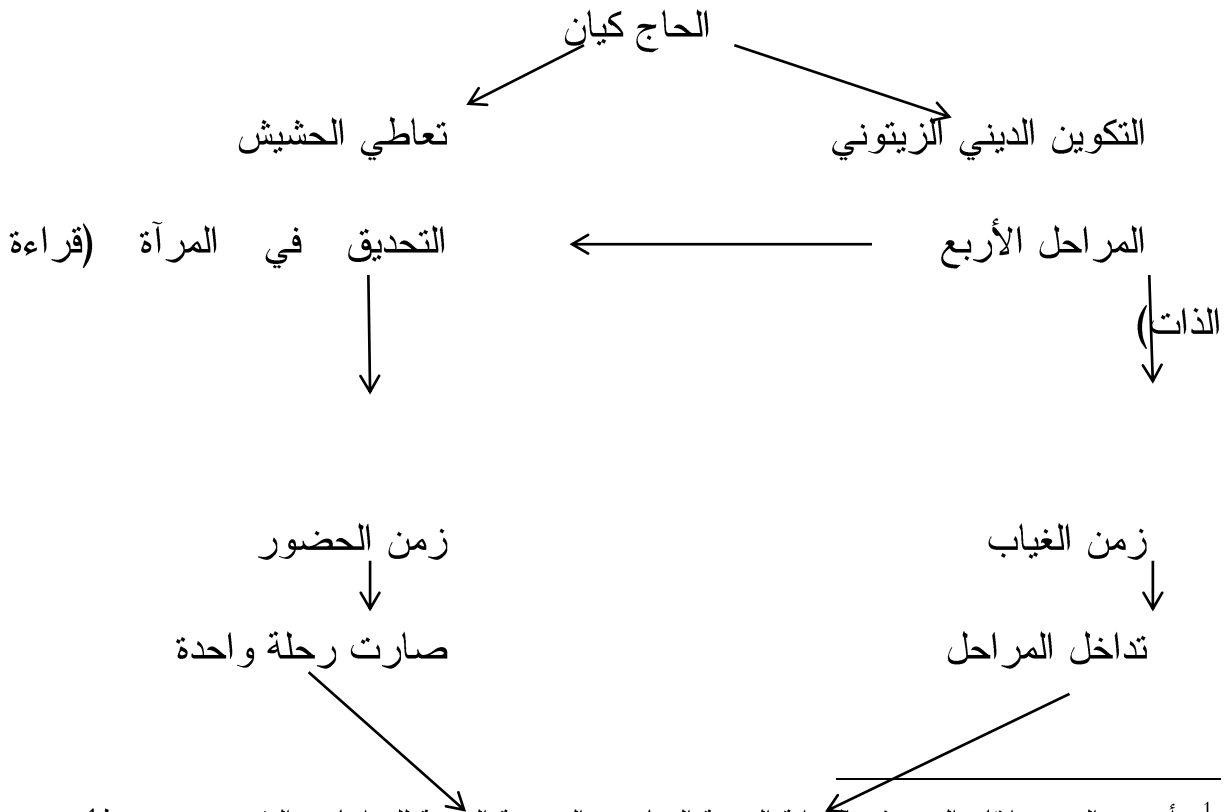 الحاج كيان
التكوين الديني الزيتوني تعاطي الحشيش
المراحل الأربع التحديق في المرآة (قراءة
الذات)
زمن الغياب زمن الحضور
تداخل المراحل صارت رحلة واحدة
1